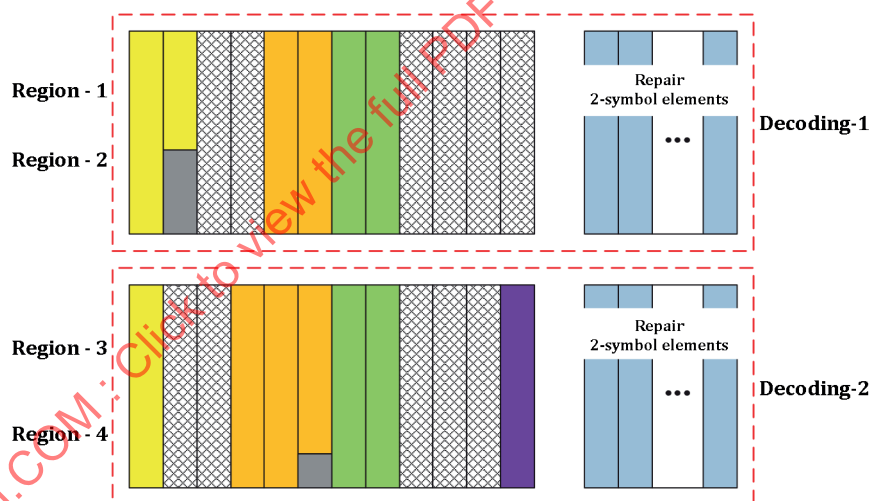 Region - 1
Region - 2
Repair
2-symbol elements
•••
Decoding-1
Region - 3
Region - 4
Repair
2-symbol elements
•••
Decoding-2
.COM : Click to view the full PDF